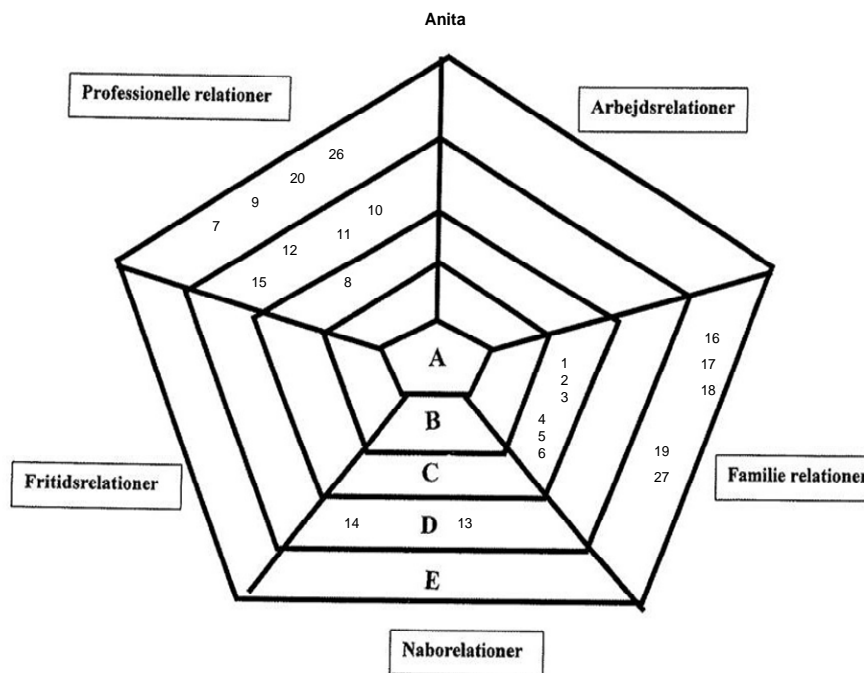 Anita
Professionelle relationer
Arbejdsrelationer
26
20
9
7
10
11
12
15
8
A
B
C
D
E
1
2
3
4
5
6
16
17
18
19
27
14
13
Fritidsrelationer
Familie relationer
Naborelationer